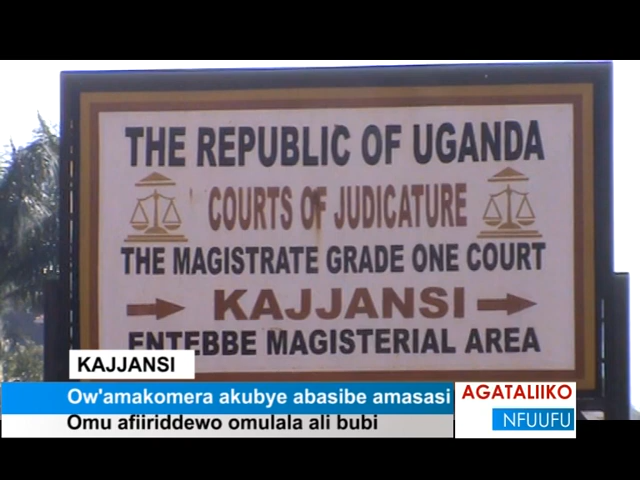 THE REPUBLIC OF UGANDA
COURTS OF JUDICATURE
THE MAGISTRATE GRADE ONE COURT
KAJJANSI
ENTEBBE MAGISTERIAL AREA
KAJJANSI
Ow'amakomera akubye abasibe amasasi
Omu afiiriddewo omulala ali bubi
AGATALIIKO
NFUUFU